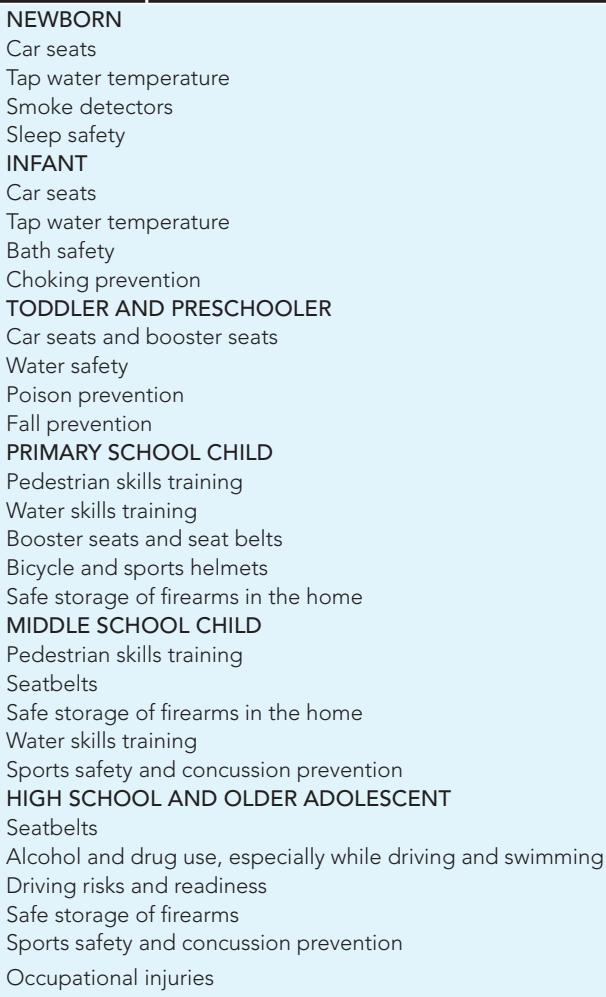 NEWBORN
Car seats
Tap water temperature
Smoke detectors
Sleep safety
INFANT
Car seats
Tap water temperature
Bath safety
Choking prevention
TODDLER AND PRESCHOOLER
Car seats and booster seats
Water safety
Poison prevention
Fall prevention
PRIMARY SCHOOL CHILD
Pedestrian skills training
Water skills training
Booster seats and seat belts
Bicycle and sports helmets
Safe storage of firearms in the home
MIDDLE SCHOOL CHILD
Pedestrian skills training
Seatbelts
Safe storage of firearms in the home
Water skills training
Sports safety and concussion prevention
HIGH SCHOOL AND OLDER ADOLESCENT
Seatbelts
Alcohol and drug use, especially while driving and swimming
Driving risks and readiness
Safe storage of firearms
Sports safety and concussion prevention
Occupational injuries